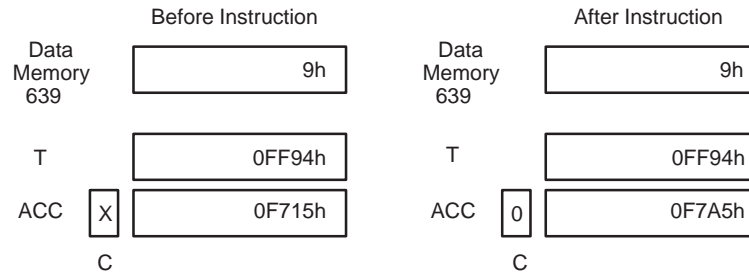 Before Instruction After Instruction
Data Data
Memory 9h Memory 9h
639 639
T 0FF94h T 0FF94h
ACC X 0F715h ACC 0 0F7A5h
C C